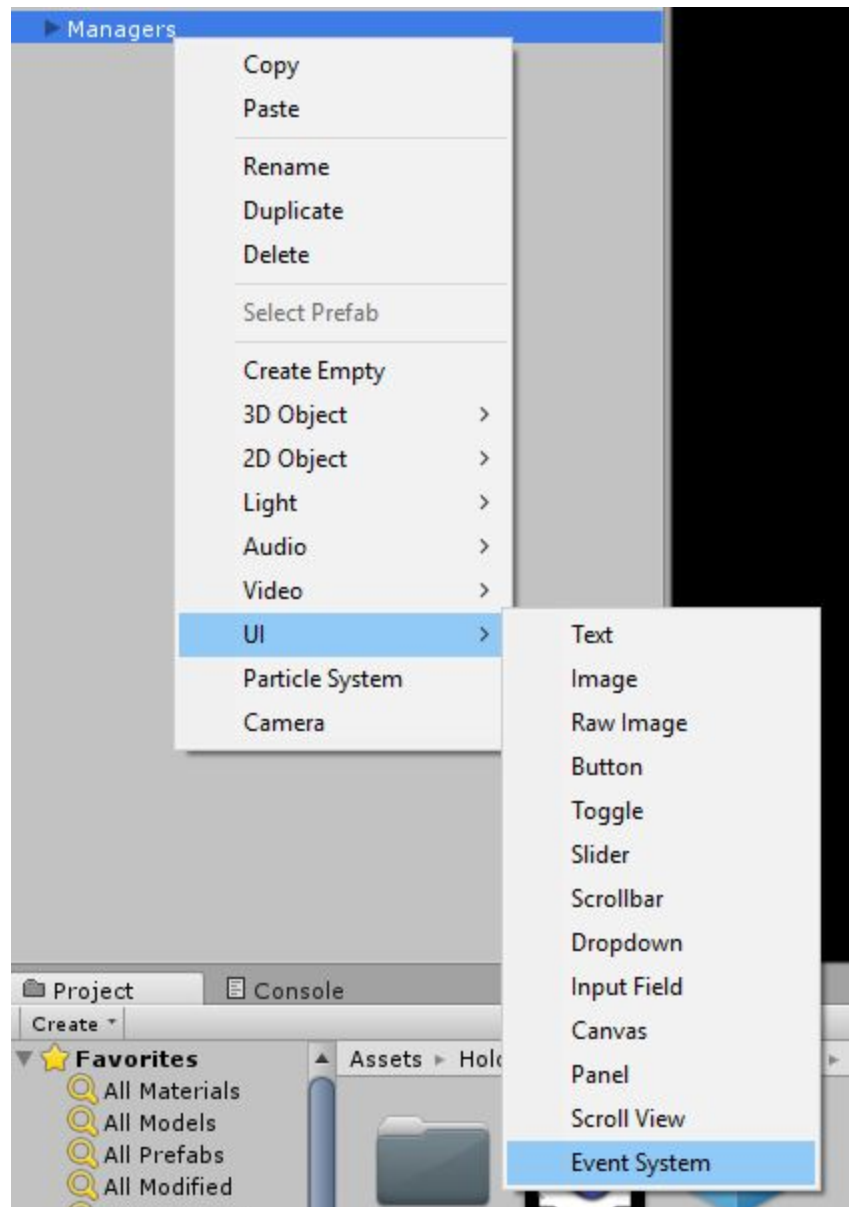 Managers
Copy
Paste
Rename
Duplicate
Delete
Select Prefab
Create Empty
3D Object
2D Object
Light
Audio
Video
UI
Particle System
Camera
Text
Image
Raw Image
Button
Toggle
Slider
Scrollbar
Dropdown
Input Field
Canvas
Panel
Scroll View
Event System
Project Console
Create
Favorites
All Materials
All Models
All Prefabs
All Modified
Assets